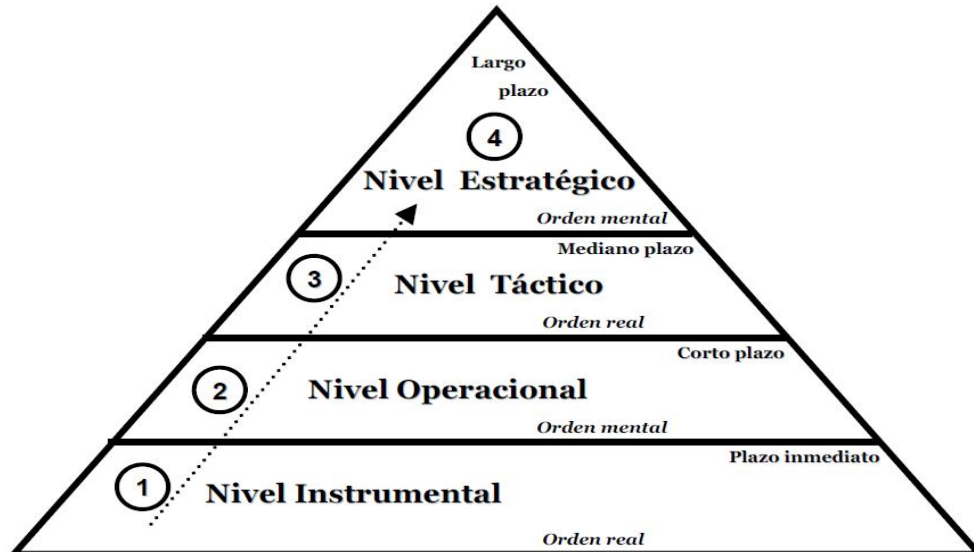 Largo
plazo
4
Nivel Estratégico
Orden mental
Mediano plazo
3
Nivel Táctico
Orden real
Corto plazo
2
Nivel Operacional
Orden mental
Plazo inmediato
1
Nivel Instrumental
Orden real